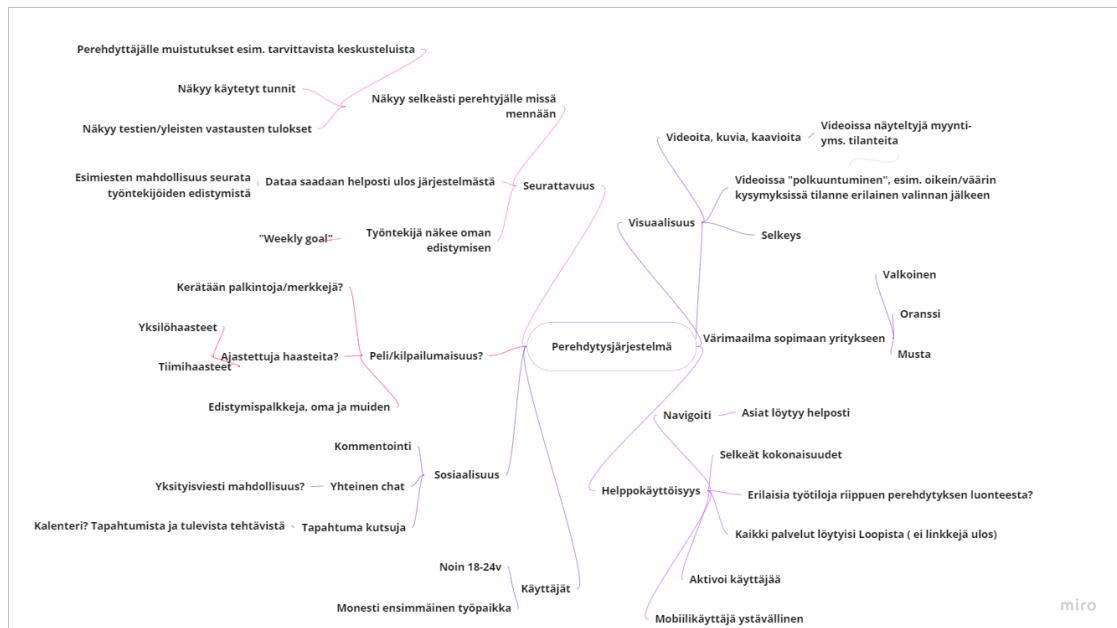 Perehdyttäjälle muistutukset esim. tarvittavista keskusteluista
Näkyy käytetyt tunnit
Näkyy testien/yleisten vastausten tulokset
Näkyy selkeästi perehtyjälle missä
mennään
Esimiesten mahdollisuus seurata
työntekijöiden edistymistä
Dataa saadaan helposti ulos järjestelmästä
Seurattavuus
"Weekly goal"
Työntekijä näkee oman
edistymisen
Kerätään palkintoja/merkkejä?
Yksilöhaasteet
Tiimihaasteet
Ajastettuja haasteita?
Peli/kilpailumaisuus?
Edistymispalkkeja, oma ja muiden
Kommentointi
Yksityisviesti mahdollisuus?
Yhteinen chat
Sosiaalisuus
Kalenteri? Tapahtumista ja tulevista tehtävistä
Tapahtuma kutsuja
Noin 18-24v
Monesti ensimmäinen työpaikka
Käyttäjät
Perehdytysjärjestelmä
Videoita, kuvia, kaavioita
Videoissa näyteltyjä myynti-
yms. tilanteita
Videoissa "polkuuntuminen", esim. oikein/väärin
kysymyksissä tilanne erilainen valinnan jälkeen
Visuaalisuus
Selkeys
Värimaailma sopimaan yritykseen
Valkoinen
Oranssi
Musta
Navigoiti
Asiat löytyy helposti
Selkeät kokonaisuudet
Helppokäyttöisyys
Erilaisia työtiloja riippuen perehdytyksen luonteesta?
Kaikki palvelut löytyisi Loopista ( ei linkkejä ulos)
Aktivoi käyttäjää
Mobiilikäyttäjä ystävällinen
miro